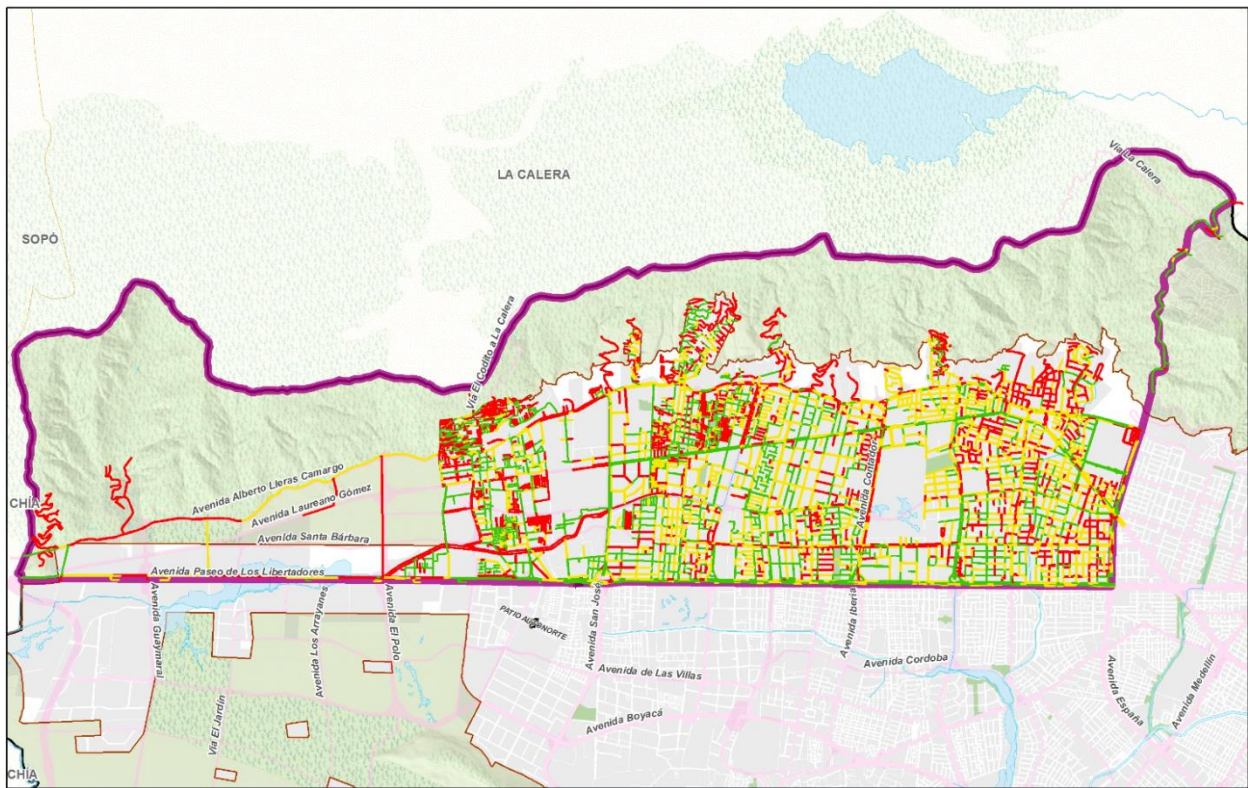 Vía La Calera
LA CALERA
SOPÓ
Vía El Codito a La Calera
Avenida Alberto Lleras Camargo
Avenida Laureano Gómez
CHÍA
Avenida Contador
Avenida Santa Bárbara
Avenida Paseo de Los Libertadores
Avenida Guaymaral
Avenida Los Arrayanes
Avenida El Polo
PATIO AUTONORTE
Avenida San José
Avenida Iberia
Avenida Cordoba
Avenida de Las Villas
Avenida España
Avenida Medellín
Vía El Jardín
Avenida Boyacá
CHÍA